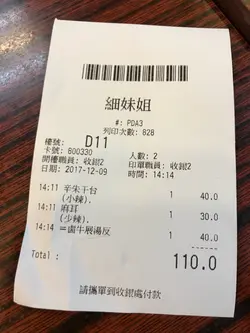 細妹姐
#: PDA3
列印次數: 828
檯號: D11
卡號: 600330 人數: 2
開檯職員: 收銀2 印單職員: 收銀2
日期: 2017-12-09 時間: 14:14
14:11 辛朱干台 1 40.0
(小辣).
14:11 麻耳 1 30.0
(少辣).
14:14 =鹵牛展湯反 1 40.0
Total : 110.0
請攜單到收銀處付款